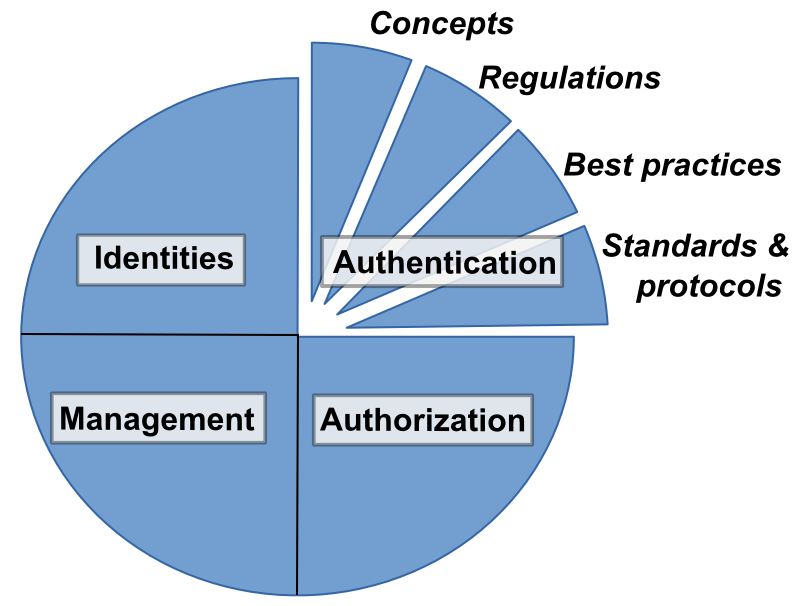 Concepts
Regulations
Best practices
Standards &
protocols
Identities
Authentication
Management
Authorization